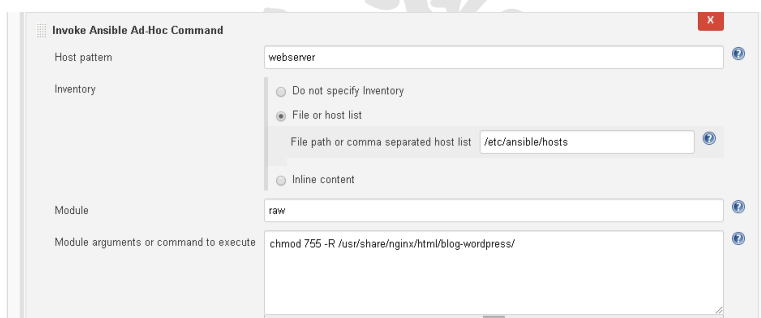 Invoke Ansible Ad-Hoc Command
X
Host pattern
webserver
Inventory
Do not specify Inventory
File or host list
File path or comma separated host list
/etc/ansible/hosts
Inline content
Module
raw
Module arguments or command to execute
chmod 755 -R /usr/share/nginx/html/blog-wordpress/